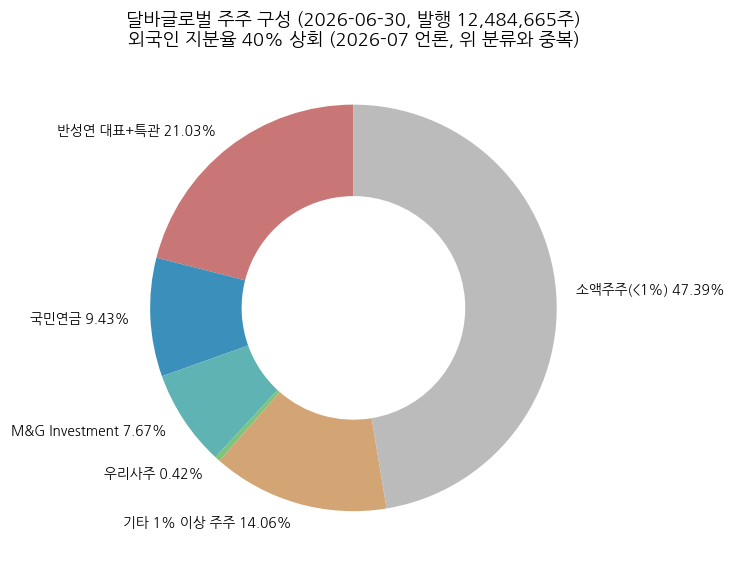 달바글로벌 주주 구성 (2026-06-30, 발행 12,484,665주)
외국인 지분율 40% 상회 (2026-07 언론, 위 분류와 중복)
반성연 대표+특관 21.03%
소액주주(<1%) 47.39%
국민연금 9.43%
M&G Investment 7.67%
우리사주 0.42%
기타 1% 이상 주주 14.06%